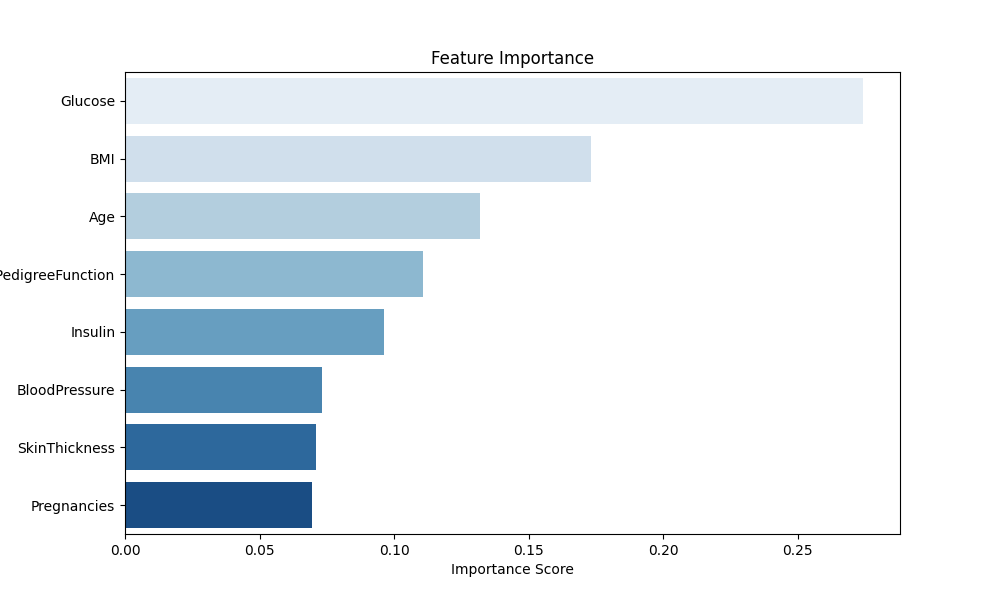 Feature Importance
Glucose
BMI
Age
PedigreeFunction
Insulin
BloodPressure
SkinThickness
Pregnancies
0.00 0.05 0.10 0.15 0.20 0.25
Importance Score